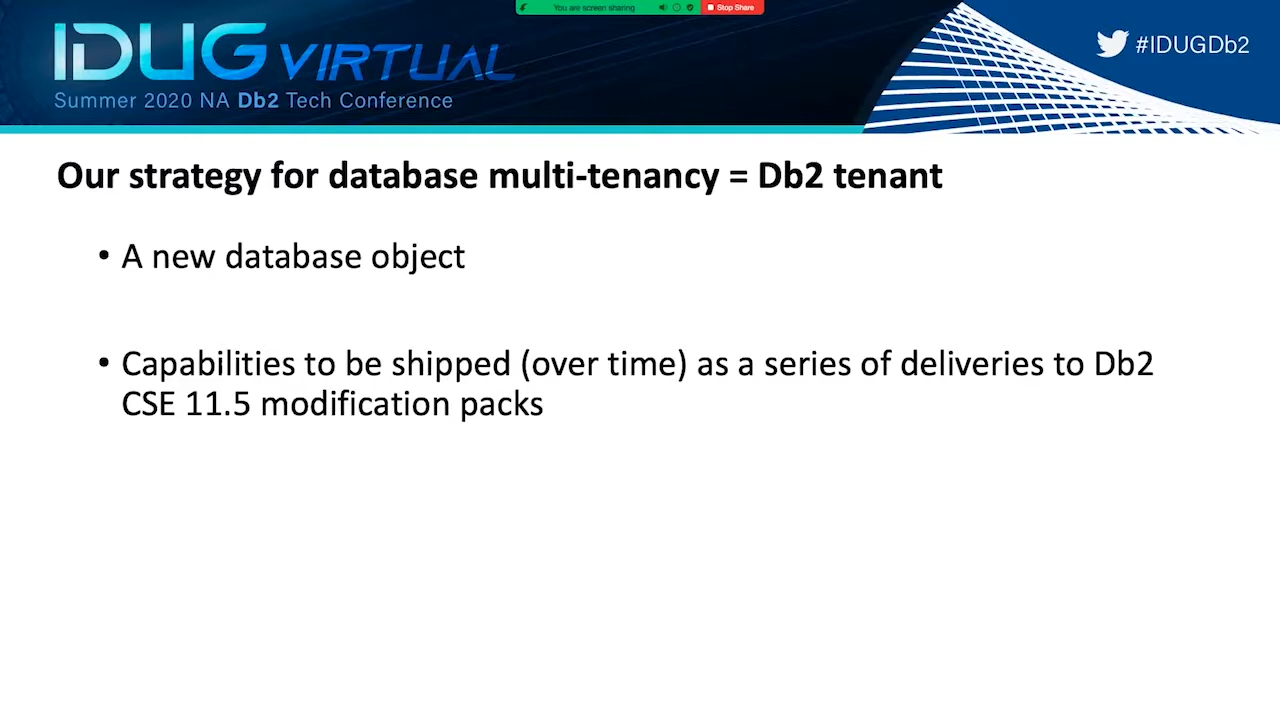 You are screen sharing
Stop Share
IDUG VIRTUAL
#IDUGDb2
Summer 2020 NA Db2 Tech Conference
Our strategy for database multi-tenancy = Db2 tenant
• A new database object
• Capabilities to be shipped (over time) as a series of deliveries to Db2
CSE 11.5 modification packs